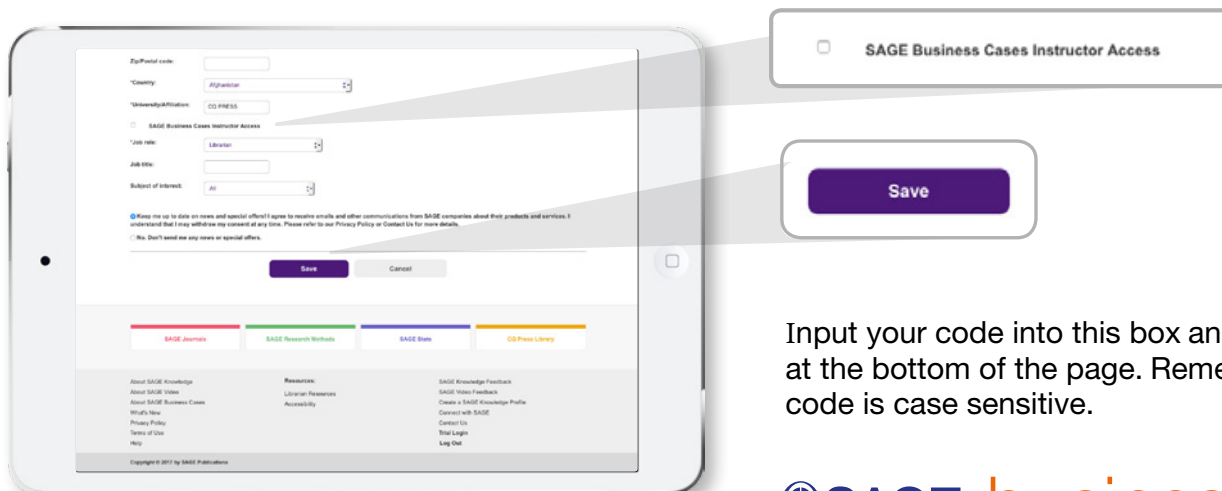 Zip/Postal code:
*Country: Afghanistan
*University/Affiliation: CQ PRESS
SAGE Business Cases Instructor Access
*Job role: Librarian
Job title:
Subject of interest: All
Keep me up to date on news and special offers! I agree to receive emails and other communications from SAGE companies about their products and services. I
understand that I may withdraw my consent at any time. Please refer to our Privacy Policy or Contact Us for more details.
No. Don't send me any news or special offers.
Save Cancel
SAGE Journals SAGE Research Methods SAGE Stats CQ Press Library
About SAGE Knowledge
About SAGE Video
About SAGE Business Cases
What's New
Privacy Policy
Terms of Use
Help
Resources:
Librarian Resources
Accessibility
SAGE Knowledge Feedback
SAGE Video Feedback
Create a SAGE Knowledge Profile
Connect with SAGE
Contact Us
Trial Login
Log Out
Copyright © 2017 by SAGE Publications
SAGE Business Cases Instructor Access
Save
Input your code into this box an
at the bottom of the page. Reme
code is case sensitive.